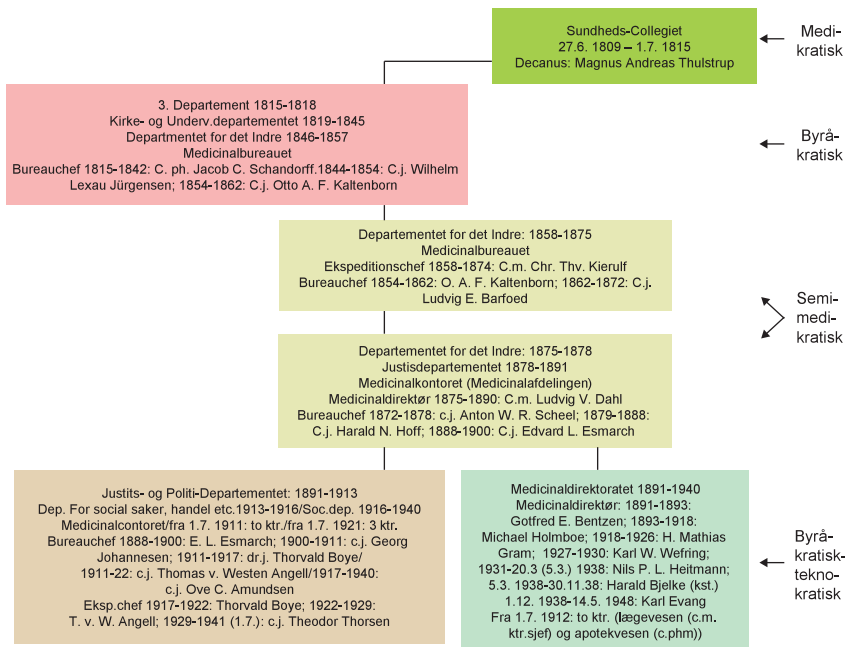 Sundheds-Collegiet
27.6. 1809 – 1.7. 1815
Decanus: Magnus Andreas Thulstrup
Medi-
kratisk
3. Departement 1815-1818
Kirke- og Underv.departementet 1819-1845
Departmentet for det Indre 1846-1857
Medicinalbureauet
Bureauchef 1815-1842: C. ph. Jacob C. Schandorff.1844-1854: C.j. Wilhelm
Lexau Jürgensen; 1854-1862: C.j. Otto A. F. Kaltenborn
Byrå-
kratisk
Departementet for det Indre: 1858-1875
Medicinalbureauet
Ekspeditionschef 1858-1874: C.m. Chr. Thv. Kierulf
Bureauchef 1854-1862: O. A. F. Kaltenborn; 1862-1872: C.j.
Ludvig E. Barfoed
Semi-
medi-
kratisk
Departementet for det Indre: 1875-1878
Justisdepartementet 1878-1891
Medicinalkontoret (Medicinalafdelingen)
Medicinaldirektør 1875-1890: C.m. Ludvig V. Dahl
Bureauchef 1872-1878: c.j. Anton W. R. Scheel; 1879-1888:
C.j. Harald N. Hoff; 1888-1900: C.j. Edvard L. Esmarch
Justits- og Politi-Departementet: 1891-1913
Dep. For social saker, handel etc.1913-1916/Soc.dep. 1916-1940
Medicinalcontoret/fra 1.7. 1911: to ktr./fra 1.7. 1921: 3 ktr.
Bureauchef 1888-1900: E. L. Esmarch; 1900-1911: c.j. Georg
Johannesen; 1911-1917: dr.j. Thorvald Boye/
1911-22: c.j. Thomas v. Westen Angell/1917-1940:
c.j. Ove C. Amundsen
Eksp.chef 1917-1922: Thorvald Boye; 1922-1929:
T. v. W. Angell; 1929-1941 (1.7.): c.j. Theodor Thorsen
Medicinaldirektoratet 1891-1940
Medicinaldirektør: 1891-1893:
Gotfred E. Bentzen; 1893-1918:
Michael Holmboe; 1918-1926: H. Mathias
Gram; 1927-1930: Karl W. Wefring;
1931-20.3 (5.3.) 1938: Nils P. L. Heitmann;
5.3. 1938-30.11.38: Harald Bjelke (kst.)
1.12. 1938-14.5. 1948: Karl Evang
Fra 1.7. 1912: to ktr. (lægevesen (c.m.
ktr.sjef) og apotekvesen (c.phm))
Byrå-
kratisk-
tekno-
kratisk